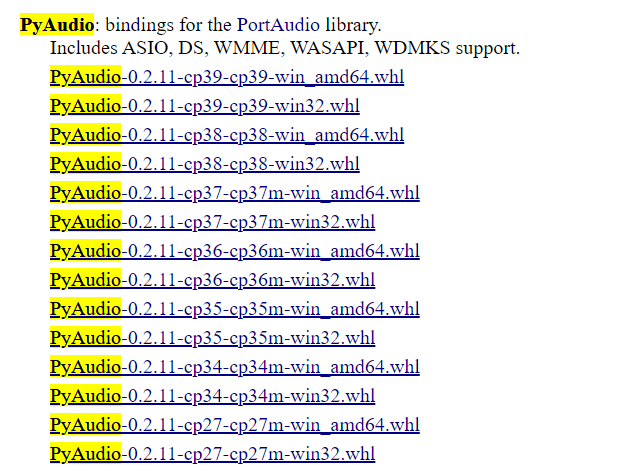 PyAudio: bindings for the PortAudio library.
Includes ASIO, DS, WMME, WASAPI, WDMKS support.
PyAudio-0.2.11-cp39-cp39-win_amd64.whl
PyAudio-0.2.11-cp39-cp39-win32.whl
PyAudio-0.2.11-cp38-cp38-win_amd64.whl
PyAudio-0.2.11-cp38-cp38-win32.whl
PyAudio-0.2.11-cp37-cp37m-win_amd64.whl
PyAudio-0.2.11-cp37-cp37m-win32.whl
PyAudio-0.2.11-cp36-cp36m-win_amd64.whl
PyAudio-0.2.11-cp36-cp36m-win32.whl
PyAudio-0.2.11-cp35-cp35m-win_amd64.whl
PyAudio-0.2.11-cp35-cp35m-win32.whl
PyAudio-0.2.11-cp34-cp34m-win_amd64.whl
PyAudio-0.2.11-cp34-cp34m-win32.whl
PyAudio-0.2.11-cp27-cp27m-win_amd64.whl
PyAudio-0.2.11-cp27-cp27m-win32.whl